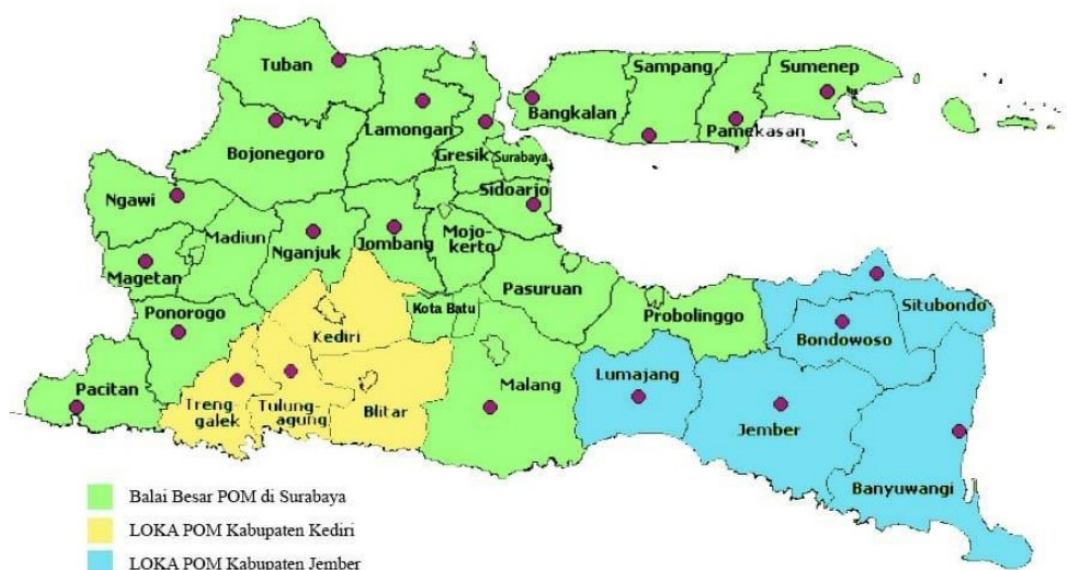 Tuban
Lamongan
Bojonegoro
Gresik
Surabaya
Sidoarjo
Bangkalan
Sampang
Pamekasan
Sumenep
Ngawi
Madiun
Magetan
Nganjuk
Jombang
Mojo-
kerto
Ponorogo
Pacitan
Kediri
Kota Batu
Pasuruan
Probolinggo
Situbondo
Bondowoso
Treng
galek
Tulung-
agung
Blitar
Malang
Lumajang
Jember
Banyuwangi
Balai Besar POM di Surabaya
LOKA POM Kabupaten Kediri
LOKA POM Kabupaten Jember